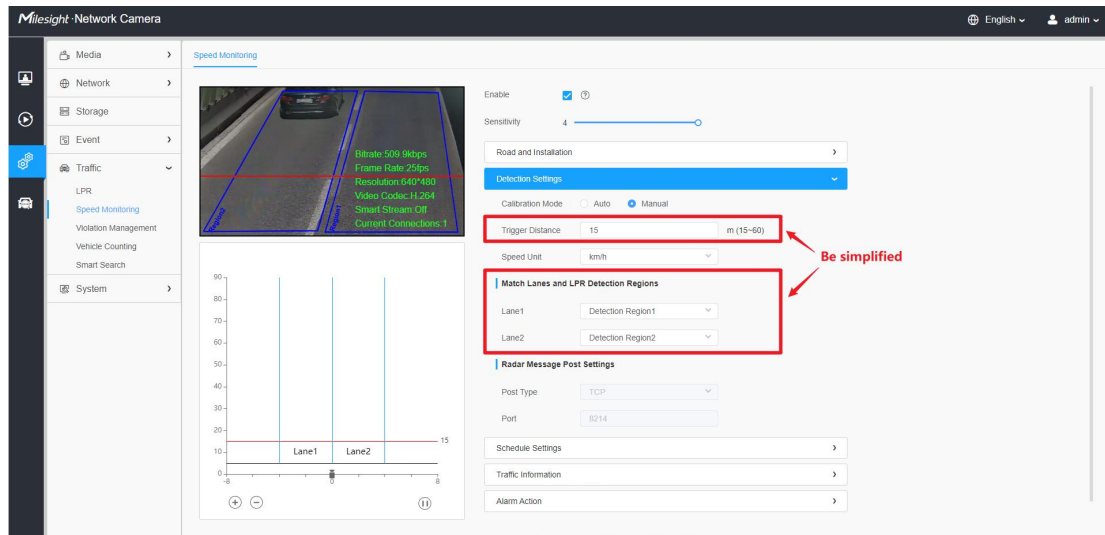 Milesight · Network Camera
English
admin
Media
Network
Storage
Event
Traffic
LPR
Speed Monitoring
Violation Management
Vehicle Counting
Smart Search
System
Speed Monitoring
Bitrate:509.9kbps
Frame Rate:25fps
Resolution:640*480
Video Codec:H.264
Smart Stream:Off
Current Connections:1
Region2
Region1
90
80
70
60
50
40
30
20
10
0
-8
0
8
15
Lane1
Lane2
Enable
Sensitivity 4
Road and Installation
Detection Settings
Calibration Mode Auto Manual
Trigger Distance 15 m (15~60)
Speed Unit km/h
Be simplified
Match Lanes and LPR Detection Regions
Lane1 Detection Region1
Lane2 Detection Region2
Radar Message Post Settings
Post Type TCP
Port 8214
Schedule Settings
Traffic Information
Alarm Action